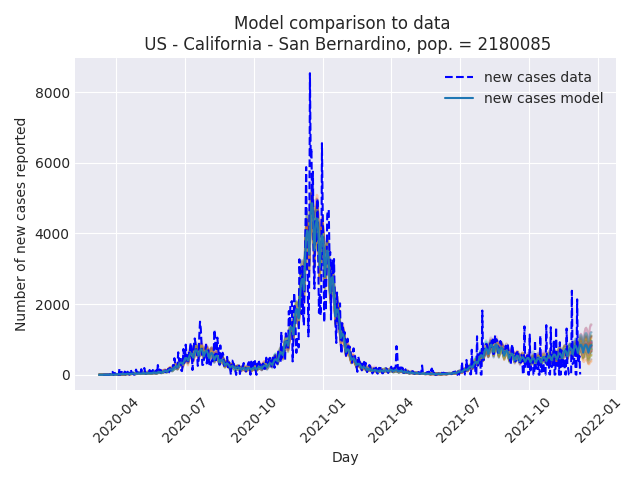 Model comparison to data
US - California - San Bernardino, pop. = 2180085
new cases data
new cases model
Number of new cases reported
8000
6000
4000
2000
0
2020-04
2020-07
2020-10
2021-01
2021-04
2021-07
2021-10
2022-01
Day